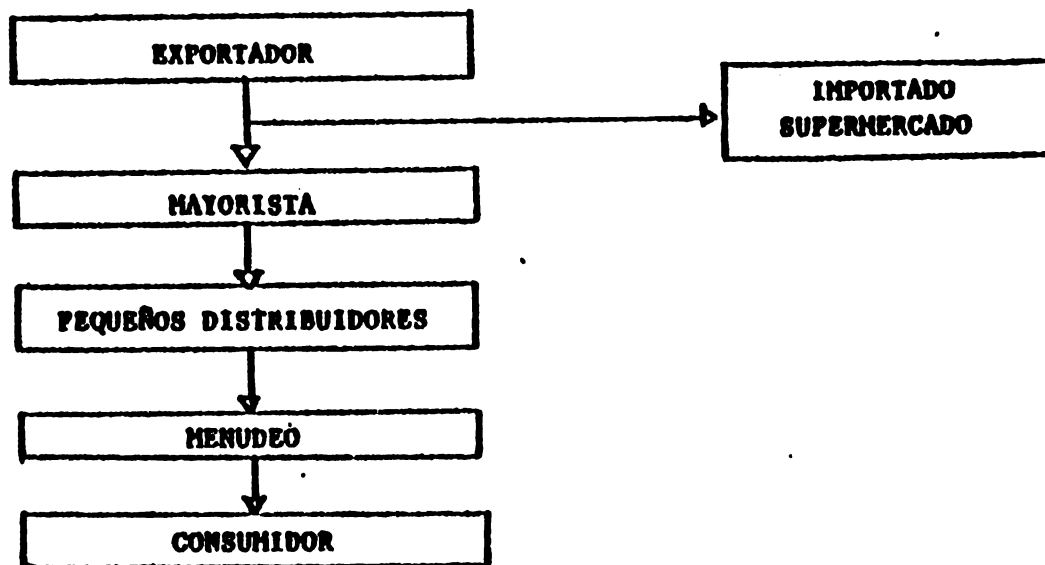 EXPORTADOR
IMPORTADO
SUPERMERCADO
MAYORISTA
PEQUEÑOS DISTRIBUIDORES
MENUDEO
CONSUMIDOR